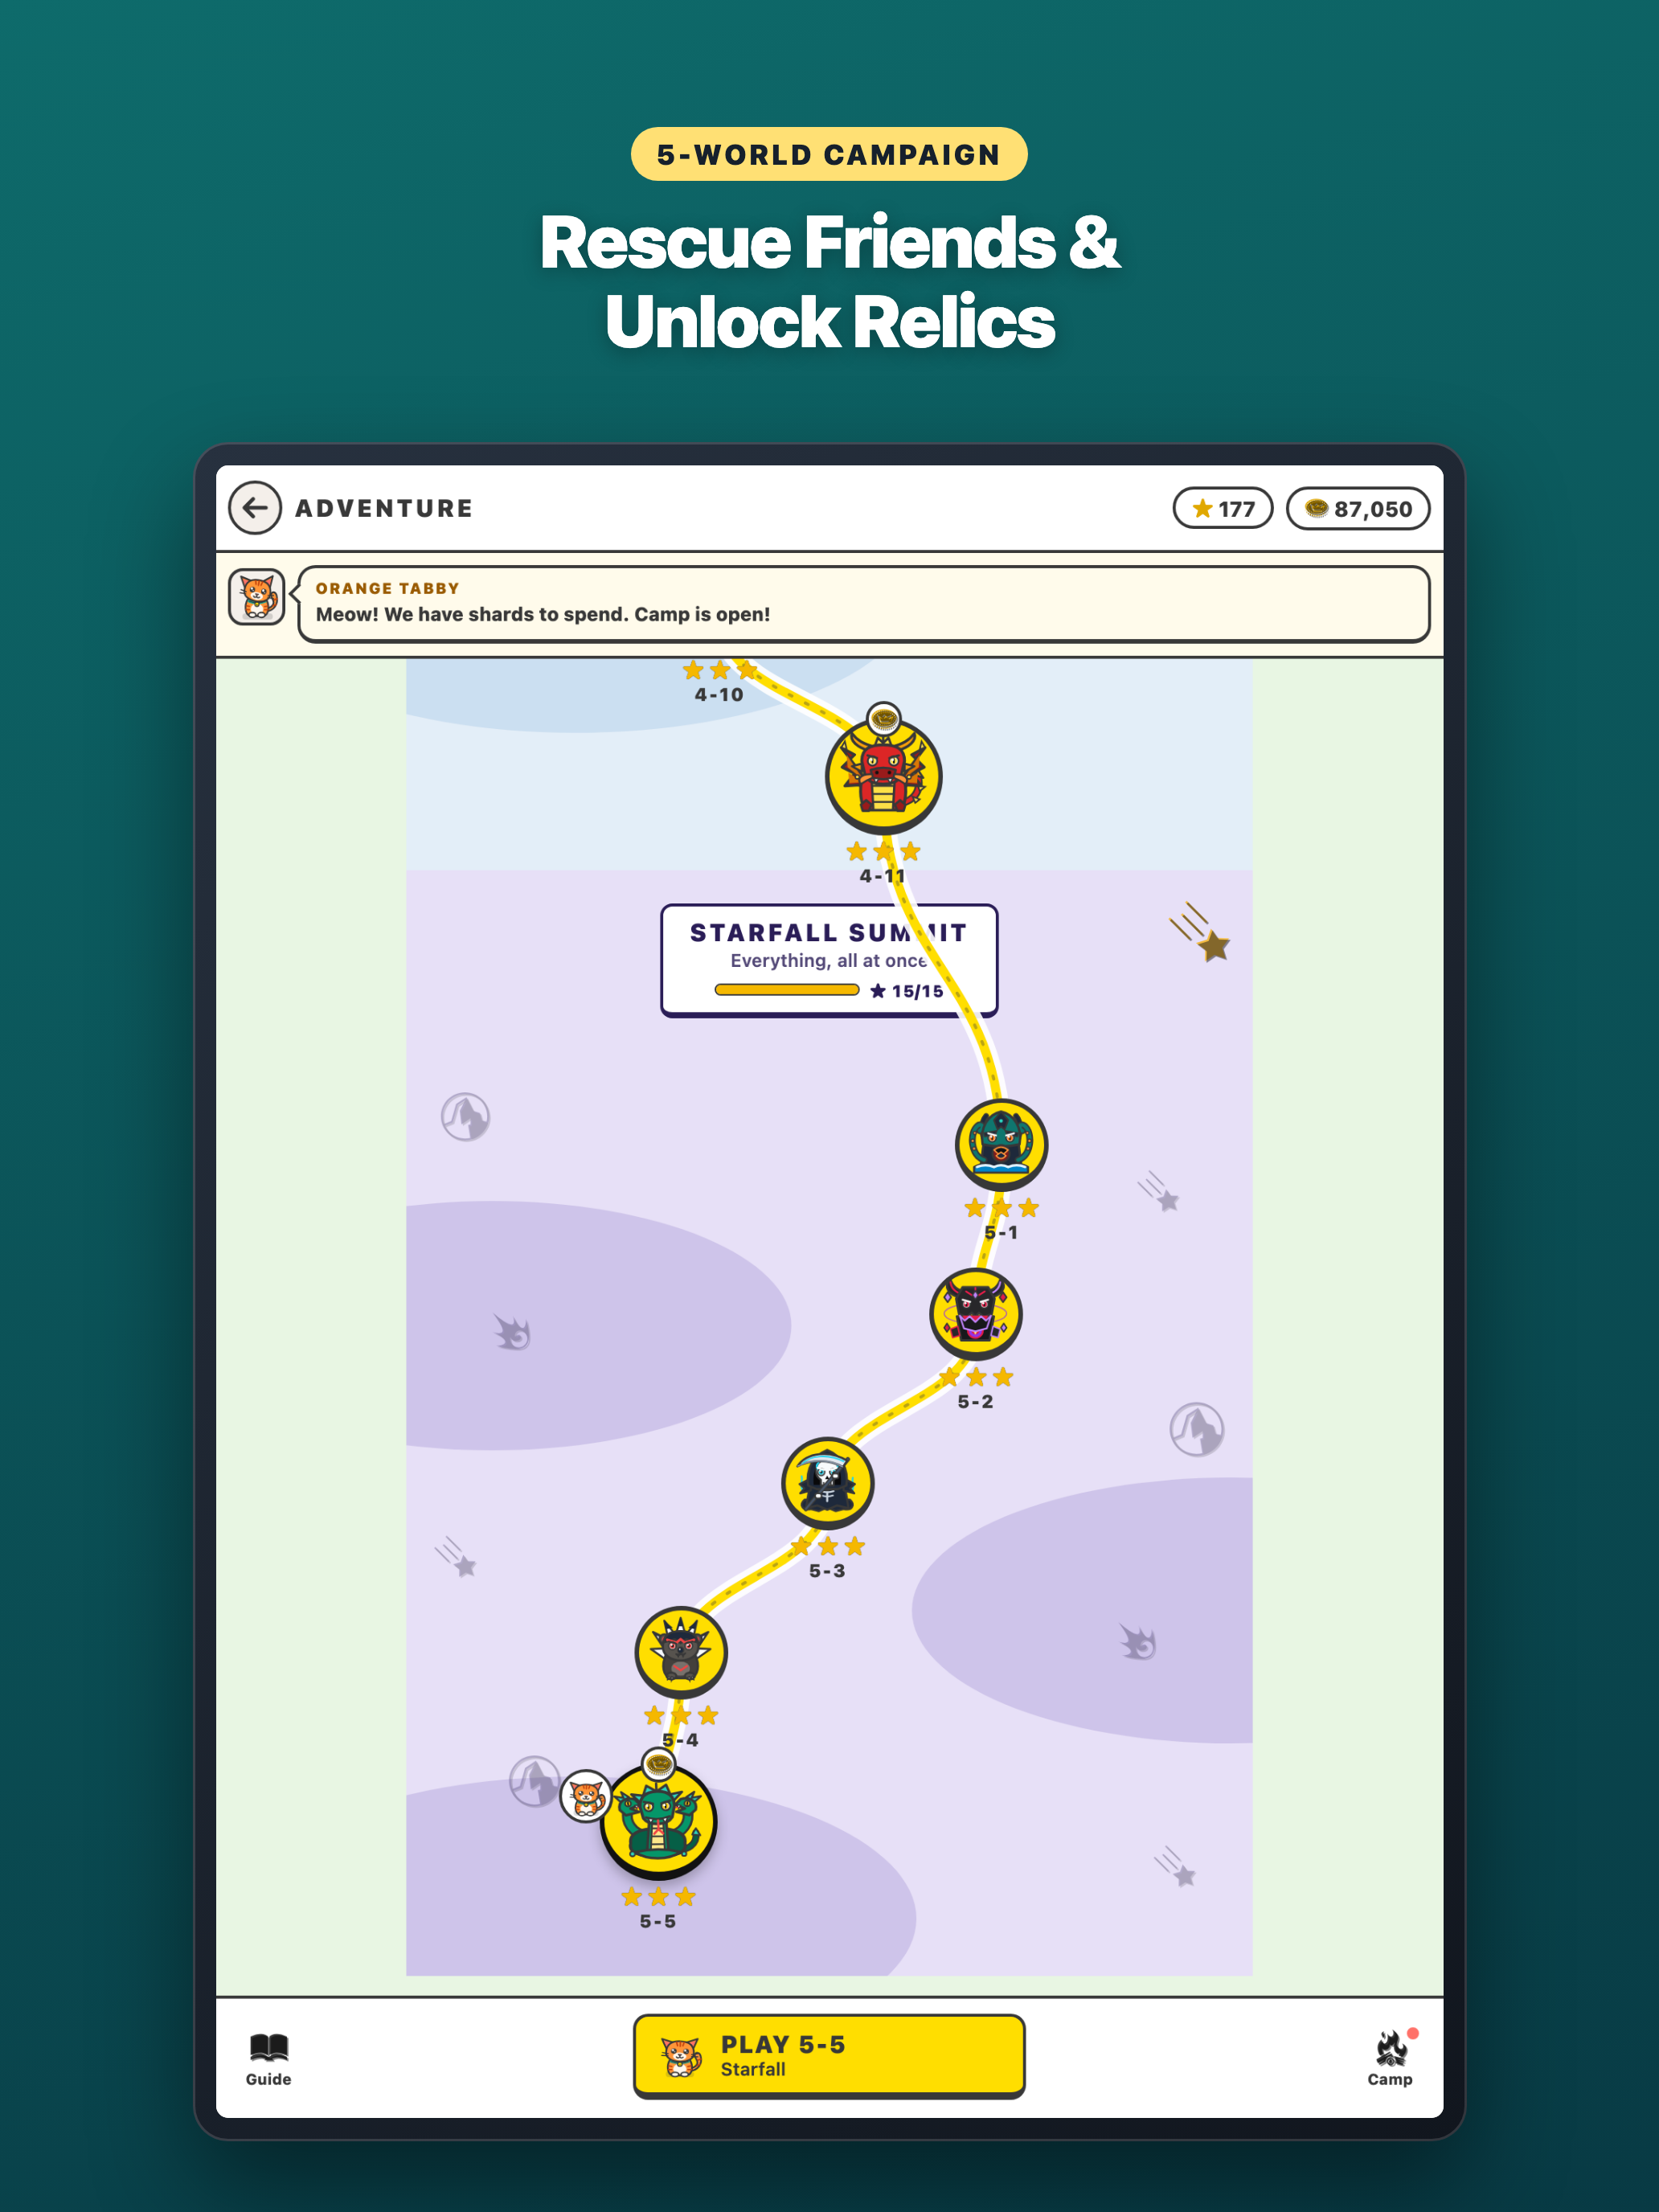 5-WORLD CAMPAIGN
Rescue Friends &
Unlock Relics
ADVENTURE
177
87,050
ORANGE TABBY
Meow! We have shards to spend. Camp is open!
4-10
4-11
STARFALL SUMMIT
Everything, all at once
15/15
5-1
5-2
5-3
5-4
5-5
Guide
PLAY 5-5
Starfall
Camp